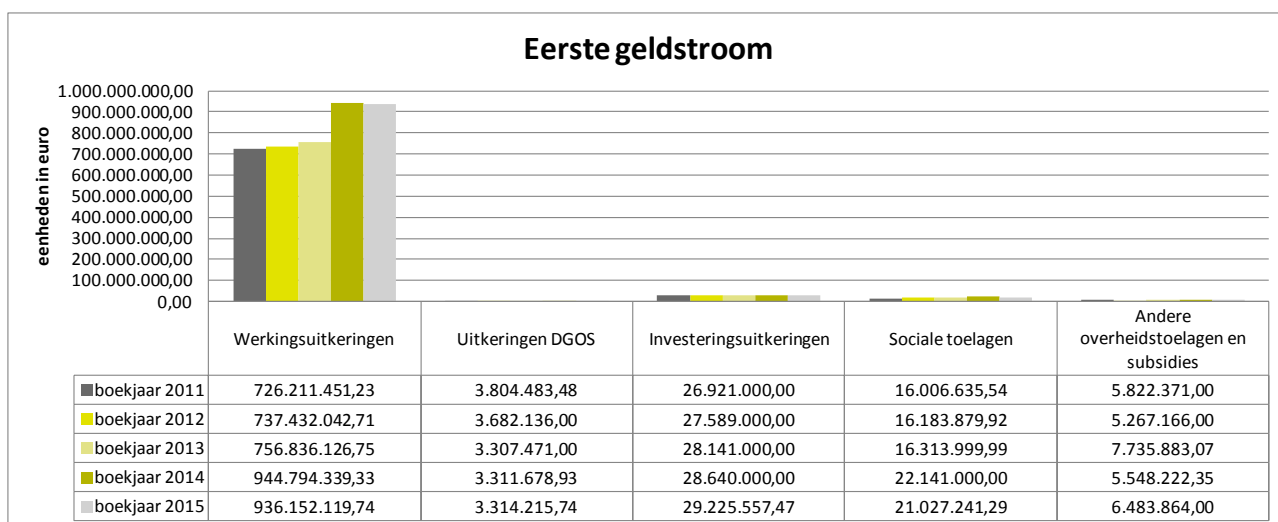 Eerste geldstroom
eenheden in euro
1.000.000.000,00
900.000.000,00
800.000.000,00
700.000.000,00
600.000.000,00
500.000.000,00
400.000.000,00
300.000.000,00
200.000.000,00
100.000.000,00
0,00
Werkingsuitkeringen Uitkeringen DGOS Investeringsuitkeringen Sociale toelagen Andere
overheidstoelagen en
subsidies
boekjaar 2011 726.211.451,23 3.804.483,48 26.921.000,00 16.006.635,54 5.822.371,00
boekjaar 2012 737.432.042,71 3.682.136,00 27.589.000,00 16.183.879,92 5.267.166,00
boekjaar 2013 756.836.126,75 3.307.471,00 28.141.000,00 16.313.999,99 7.735.883,07
boekjaar 2014 944.794.339,33 3.311.678,93 28.640.000,00 22.141.000,00 5.548.222,35
boekjaar 2015 936.152.119,74 3.314.215,74 29.225.557,47 21.027.241,29 6.483.864,00